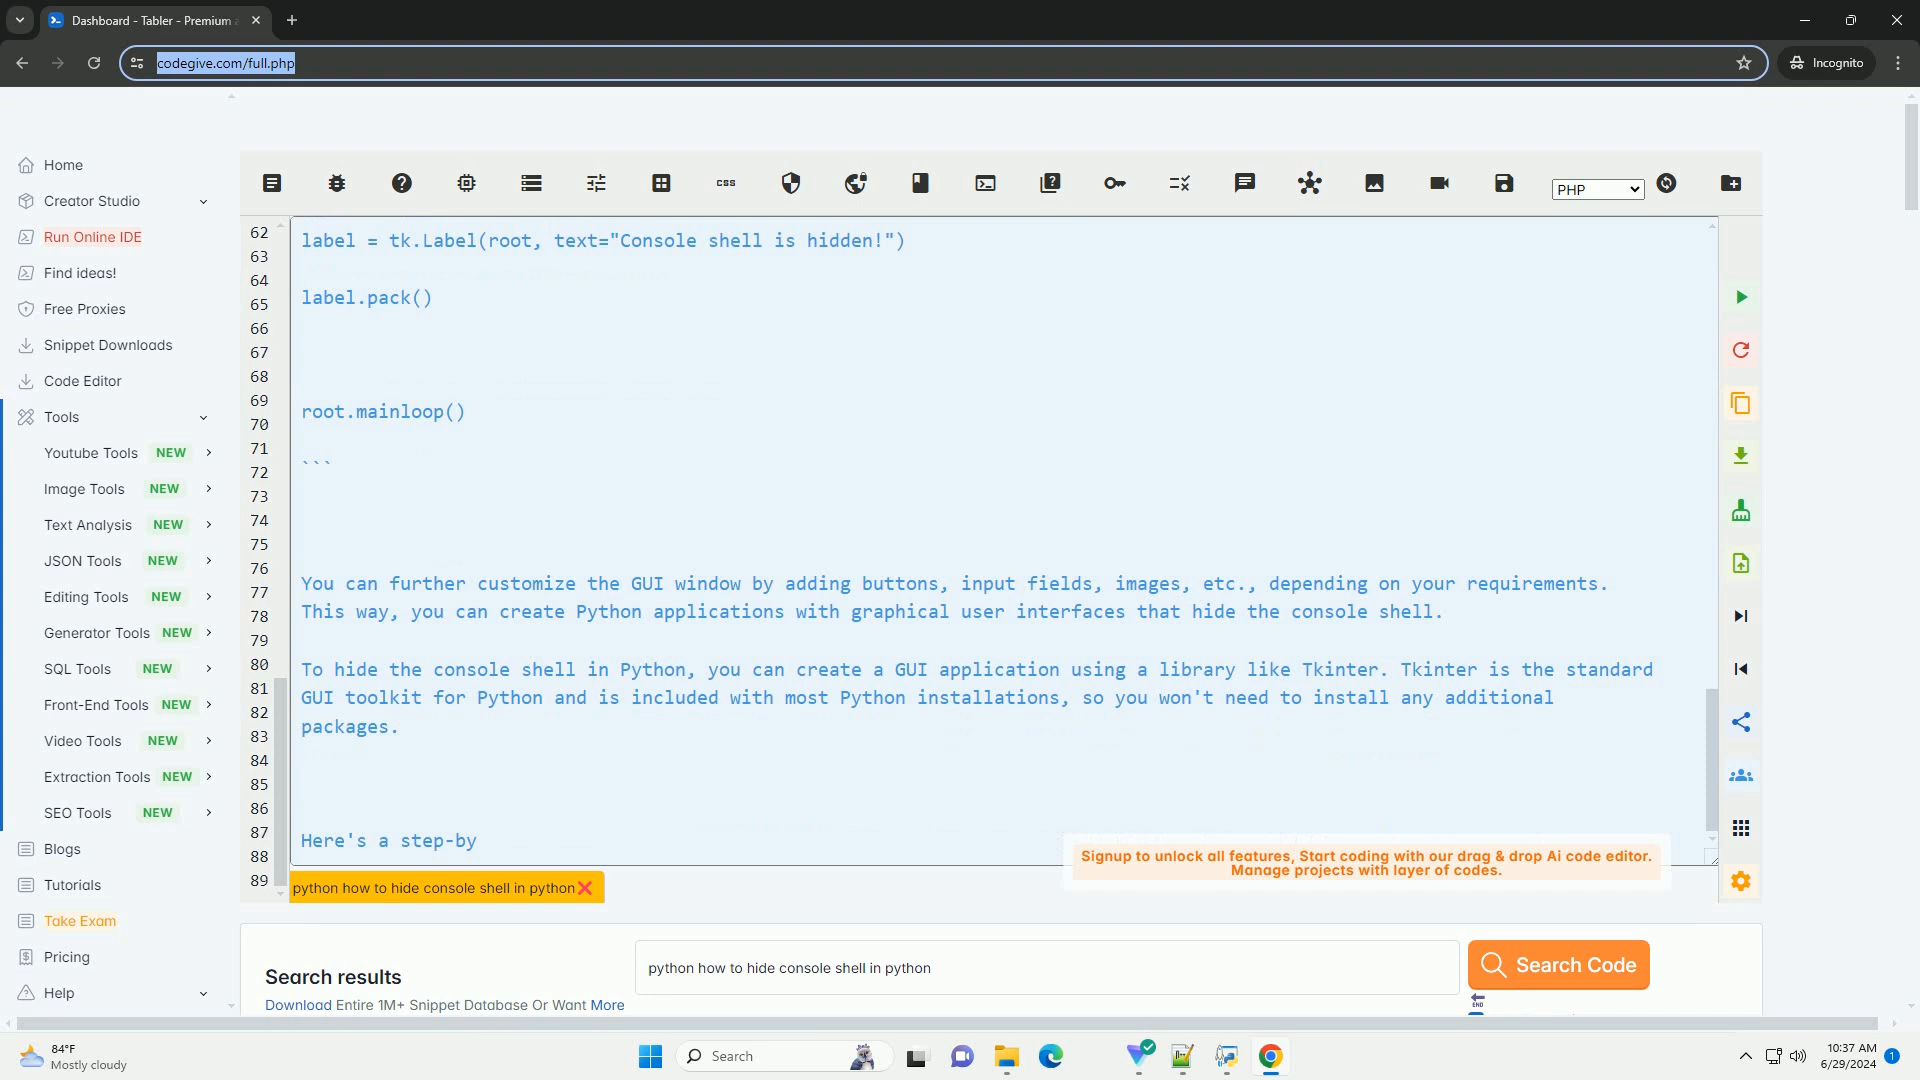 Dashboard - Tabler - Premium
codegive.com/full.php
Incognito
Home
Creator Studio
Run Online IDE
Find ideas!
Free Proxies
Snippet Downloads
Code Editor
Tools
Youtube Tools NEW
Image Tools NEW
Text Analysis NEW
JSON Tools NEW
Editing Tools NEW
Generator Tools NEW
SQL Tools NEW
Front-End Tools NEW
Video Tools NEW
Extraction Tools NEW
SEO Tools NEW
Blogs
Tutorials
Take Exam
Pricing
Help
css
PHP
62
63
64
65
66
67
68
69
70
71
72
73
74
75
76
77
78
79
80
81
82
83
84
85
86
87
88
89
label = tk.Label(root, text="Console shell is hidden!")
label.pack()
root.mainloop()
```
You can further customize the GUI window by adding buttons, input fields, images, etc., depending on your requirements.
This way, you can create Python applications with graphical user interfaces that hide the console shell.
To hide the console shell in Python, you can create a GUI application using a library like Tkinter. Tkinter is the standard
GUI toolkit for Python and is included with most Python installations, so you won't need to install any additional
packages.
Here's a step-by
Signup to unlock all features, Start coding with our drag & drop Ai code editor.
Manage projects with layer of codes.
python how to hide console shell in python
Search results
Download Entire 1M+ Snippet Database Or Want More
python how to hide console shell in python
Search Code
END
84°F
Mostly cloudy
Search
10:37 AM
6/29/2024
1